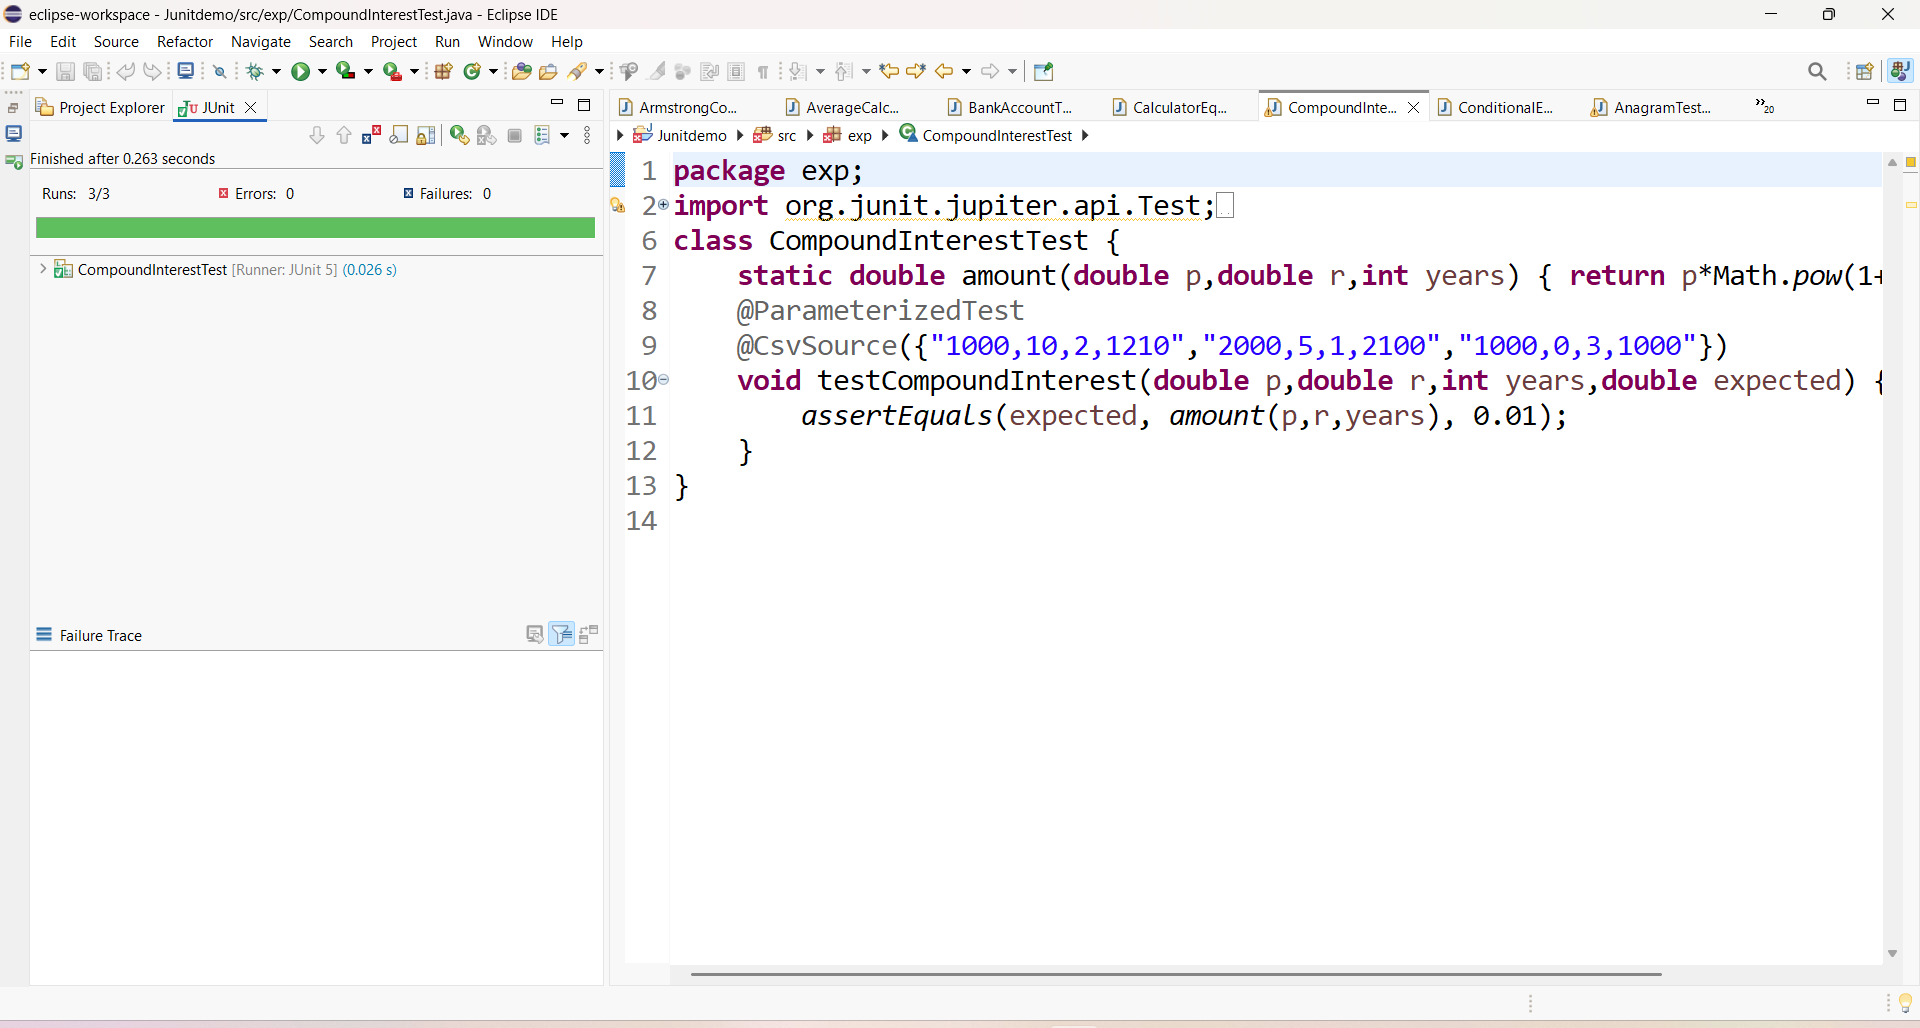 eclipse-workspace - Junitdemo/src/exp/CompoundInterestTest.java - Eclipse IDE
File Edit Source Refactor Navigate Search Project Run Window Help
Project Explorer JUnit
Finished after 0.263 seconds
Runs: 3/3 Errors: 0 Failures: 0
CompoundInterestTest [Runner: JUnit 5] (0.026 s)
Failure Trace
ArmstrongCo... AverageCalc... BankAccountT... CalculatorEq... CompoundInte... ConditionalE... AnagramTest... »20
Junitdemo src exp CompoundInterestTest
1 package exp;
2 import org.junit.jupiter.api.Test;
6 class CompoundInterestTest {
7 static double amount(double p,double r,int years) { return p*Math.pow(1+
8 @ParameterizedTest
9 @CsvSource({"1000,10,2,1210","2000,5,1,2100","1000,0,3,1000"})
10 void testCompoundInterest(double p,double r,int years,double expected) {
11 assertEquals(expected, amount(p,r,years), 0.01);
12 }
13 }
14